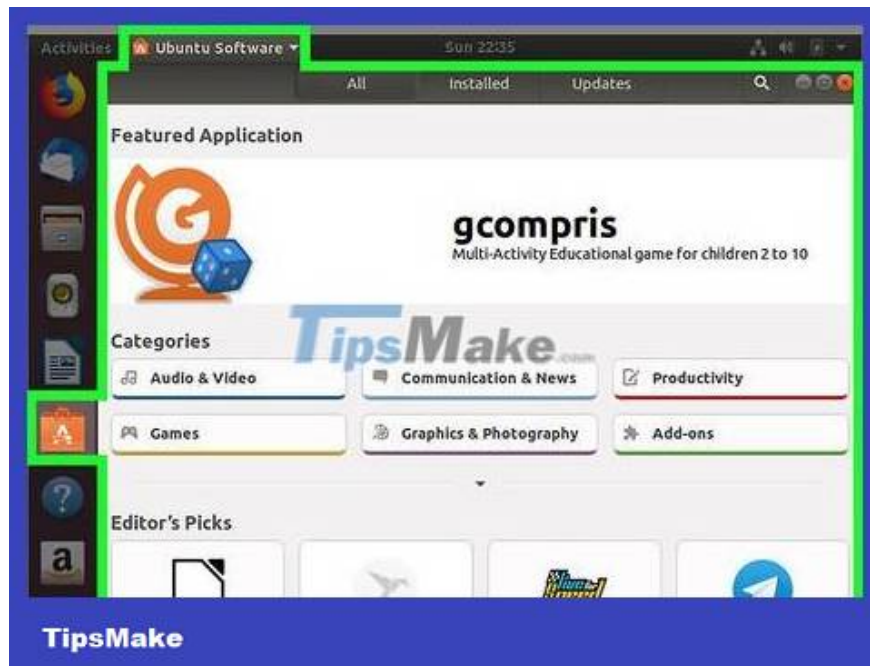 Activities Ubuntu Software Sun 22:35
All Installed Updates
Featured Application
gcompris
Multi-Activity Educational game for children 2 to 10
TipsMake.com
Categories
Audio & Video Communication & News Productivity
Games Graphics & Photography Add-ons
Editor's Picks
TipsMake